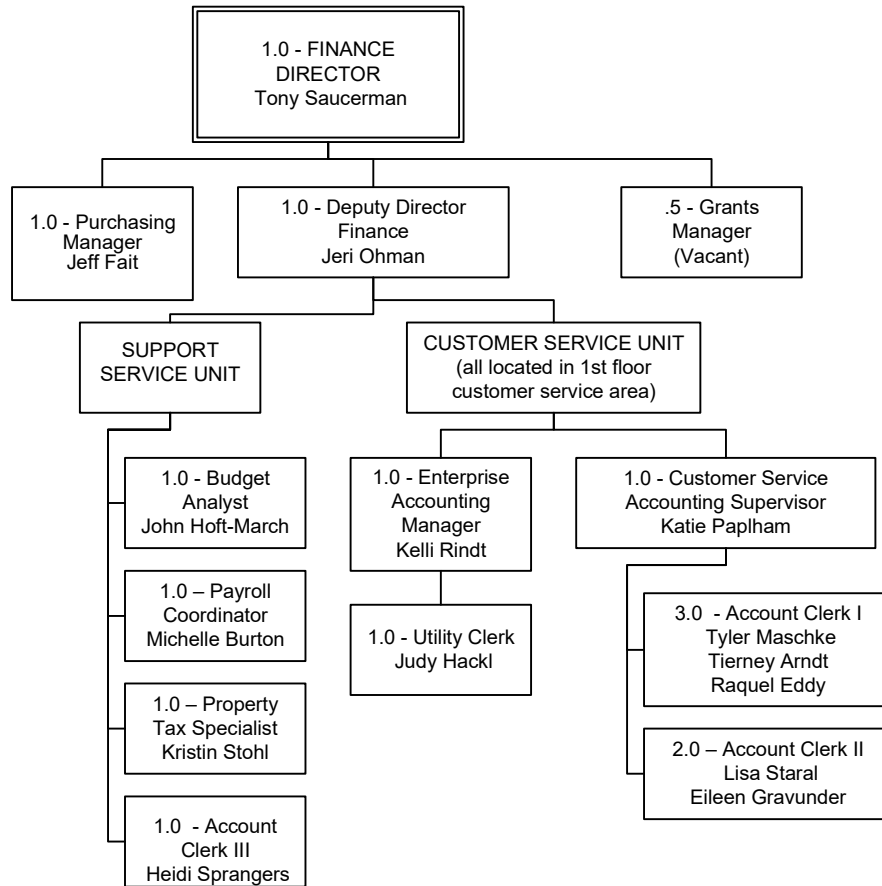 1.0 - FINANCE
DIRECTOR
Tony Saucerman
1.0 - Purchasing
Manager
Jeff Fait
1.0 - Deputy Director
Finance
Jeri Ohman
.5 - Grants
Manager
(Vacant)
SUPPORT
SERVICE UNIT
CUSTOMER SERVICE UNIT
(all located in 1st floor
customer service area)
1.0 - Budget
Analyst
John Hoft-March
1.0 – Payroll
Coordinator
Michelle Burton
1.0 – Property
Tax Specialist
Kristin Stohl
1.0 - Account
Clerk III
Heidi Sprangers
1.0 - Enterprise
Accounting
Manager
Kelli Rindt
1.0 - Utility Clerk
Judy Hackl
1.0 - Customer Service
Accounting Supervisor
Katie Paplham
3.0 - Account Clerk I
Tyler Maschke
Tierney Arndt
Raquel Eddy
2.0 – Account Clerk II
Lisa Staral
Eileen Gravunder